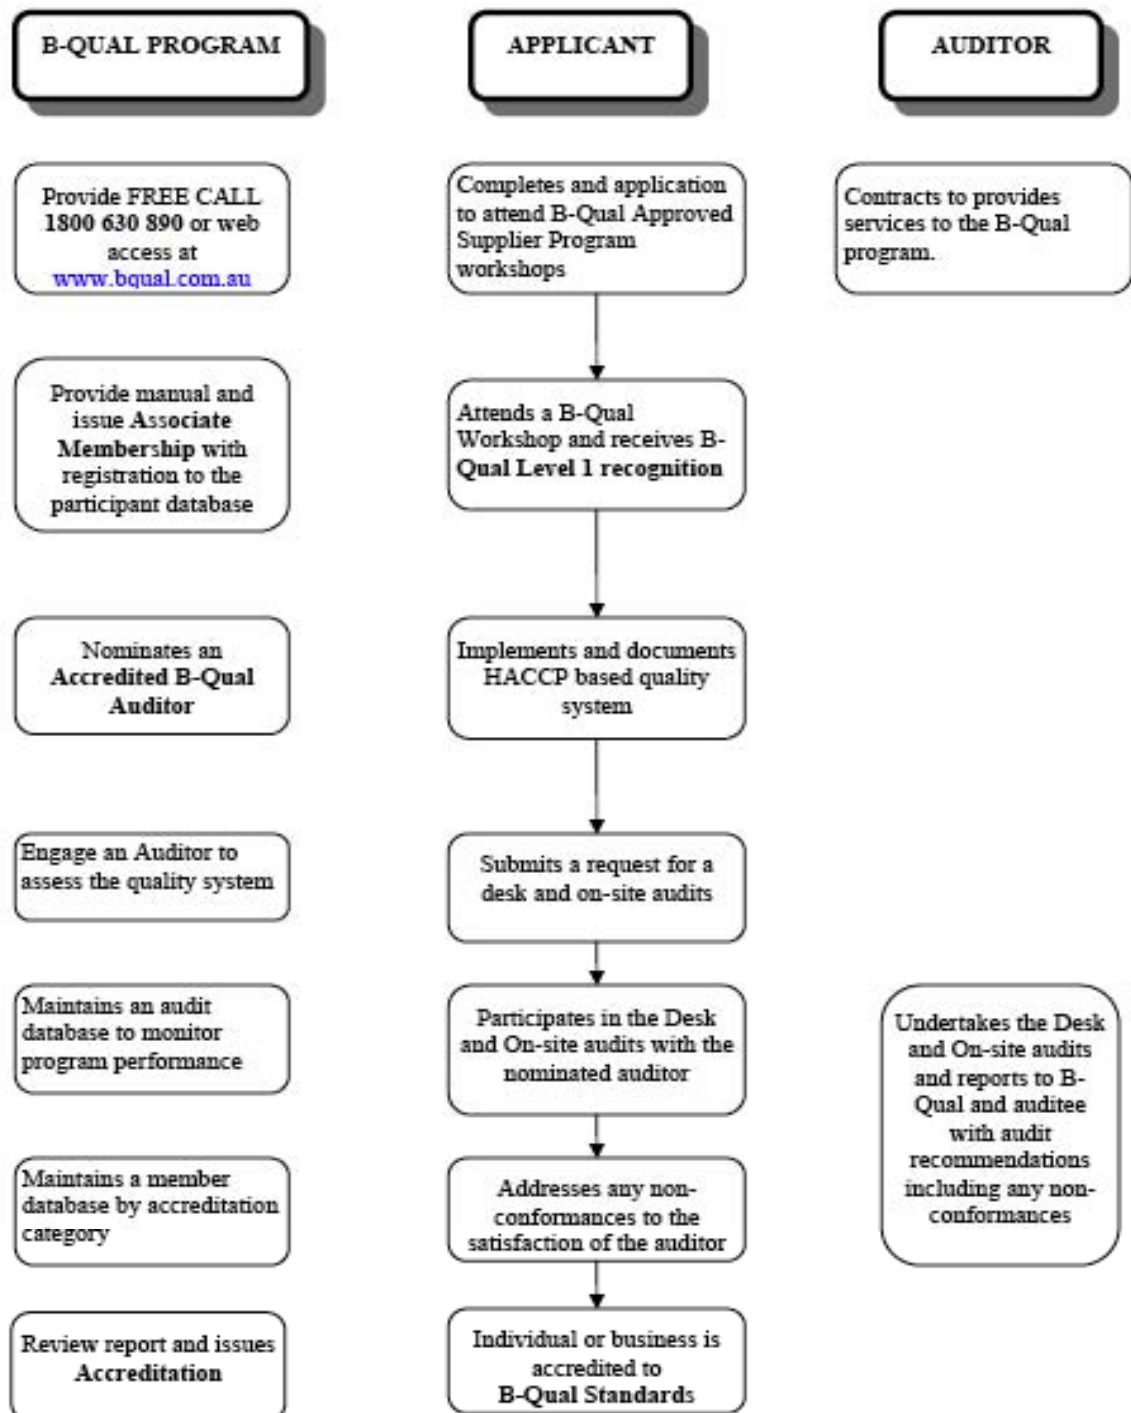 B-QUAL PROGRAM
APPLICANT
AUDITOR
Provide FREE CALL
1800 630 890 or web
access at
www.bqual.com.au
Completes and application
to attend B-Qual Approved
Supplier Program
workshops
Contracts to provides
services to the B-Qual
program.
Provide manual and
issue Associate
Membership with
registration to the
participant database
Attends a B-Qual
Workshop and receives B-
Qual Level 1 recognition
Nominates an
Accredited B-Qual
Auditor
Implements and documents
HACCP based quality
system
Engage an Auditor to
assess the quality system
Submits a request for a
desk and on-site audits
Maintains an audit
database to monitor
program performance
Participates in the Desk
and On-site audits with the
nominated auditor
Undertakes the Desk
and On-site audits
and reports to B-
Qual and auditee
with audit
recommendations
including any non-
conformances
Maintains a member
database by accreditation
category
Addresses any non-
conformances to the
satisfaction of the auditor
Review report and issues
Accreditation
Individual or business is
accredited to
B-Qual Standards